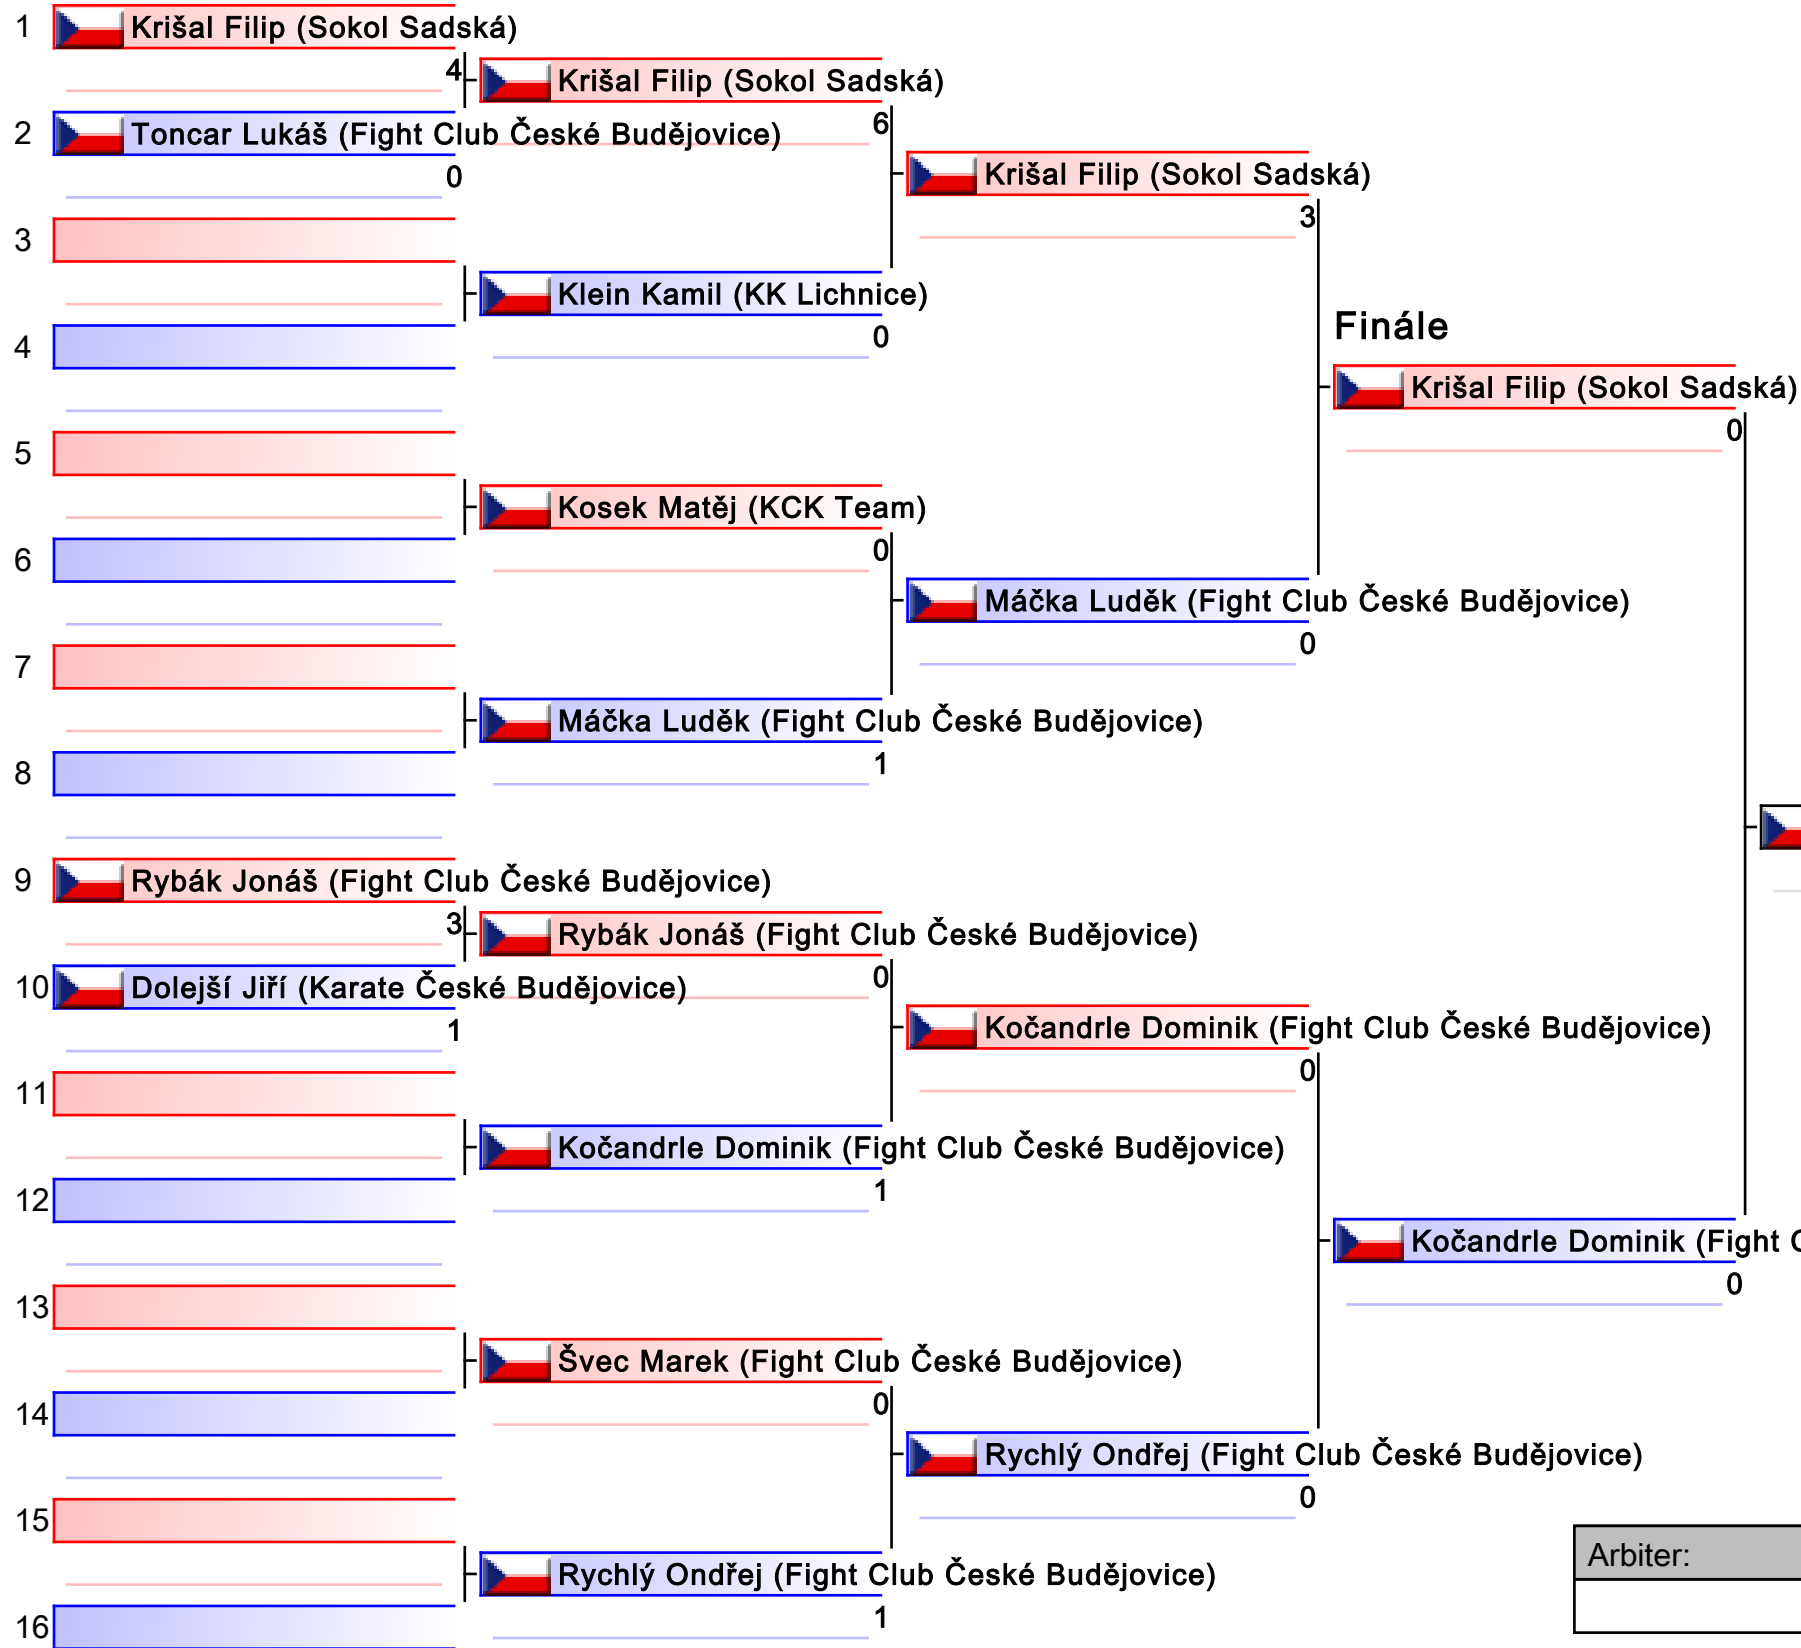 1 Krišal Filip (Sokol Sadská)
4
Krišal Filip (Sokol Sadská)
6
2 Toncar Lukáš (Fight Club České Budějovice)
0
Krišal Filip (Sokol Sadská)
3
3
Klein Kamil (KK Lichnice)
0
4
Finále
Krišal Filip (Sokol Sadská)
0
5
Kosek Matěj (KCK Team)
0
6
Máčka Luděk (Fight Club České Budějovice)
0
7
Máčka Luděk (Fight Club České Budějovice)
1
8
9 Rybák Jonáš (Fight Club České Budějovice)
3
Rybák Jonáš (Fight Club České Budějovice)
0
10 Dolejší Jiří (Karate České Budějovice)
1
Kočandrle Dominik (Fight Club České Budějovice)
0
11
Kočandrle Dominik (Fight Club České Budějovice)
1
12
Kočandrle Dominik (Fight
0
13
Švec Marek (Fight Club České Budějovice)
0
14
Rychlý Ondřej (Fight Club České Budějovice)
0
15
Rychlý Ondřej (Fight Club České Budějovice)
1
16
Arbiter: